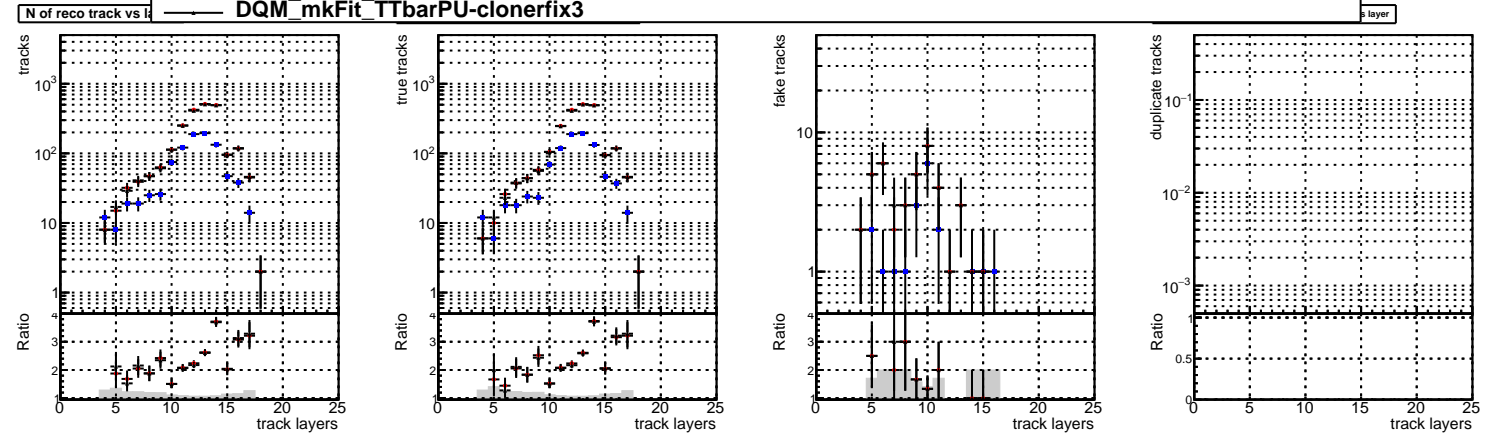 N of reco track vs la
DQM_mkFit_TTbarPU-clonerfix3
s layer
tracks
10³
10²
10
1
Ratio
4
3
2
1
0 5 10 15 20 25
track layers
true tracks
10³
10²
10
1
Ratio
4
3
2
1
0 5 10 15 20 25
track layers
fake tracks
10
1
Ratio
4
3
2
1
0 5 10 15 20 25
track layers
duplicate tracks
10⁻¹
10⁻²
10⁻³
Ratio
1
0.5
0
0 5 10 15 20 25
track layers